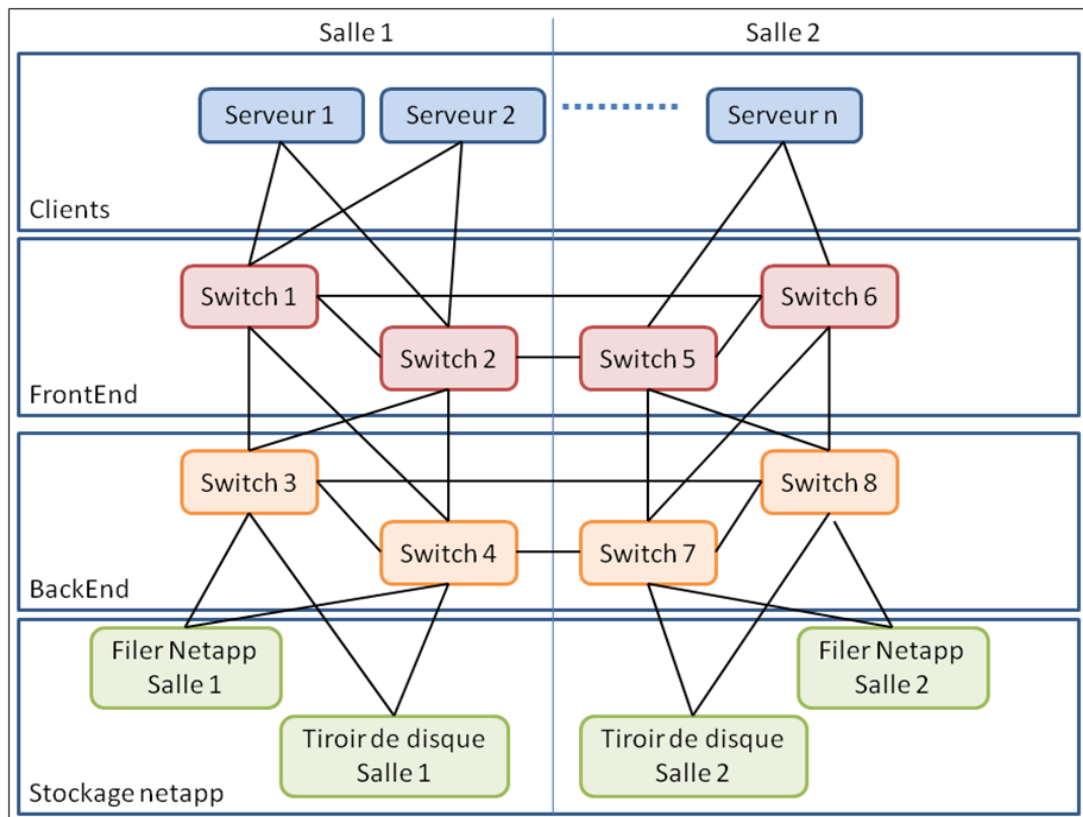 Salle 1
Salle 2
Serveur 1
Serveur 2
Serveur n
Clients
Switch 1
Switch 6
Switch 2
Switch 5
FrontEnd
Switch 3
Switch 8
Switch 4
Switch 7
BackEnd
Filer Netapp
Salle 1
Filer Netapp
Salle 2
Tiroir de disque
Salle 1
Tiroir de disque
Salle 2
Stockage netapp